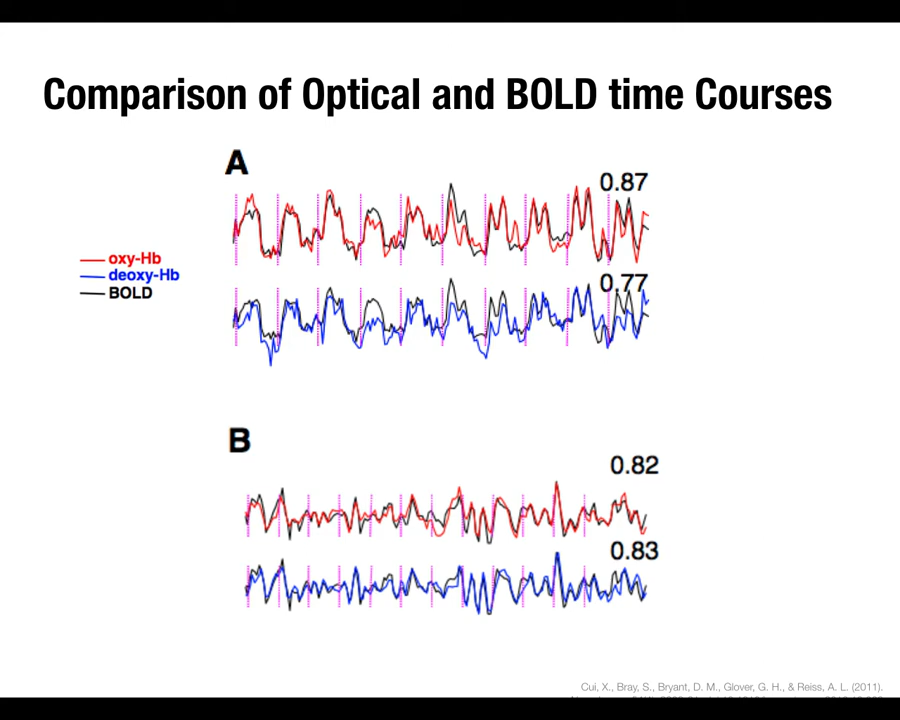 Comparison of Optical and BOLD time Courses
A
0.87
oxy-Hb
deoxy-Hb
BOLD
0.77
B
0.82
0.83
Cui, X., Bray, S., Bryant, D. M., Glover, G. H., & Reiss, A. L. (2011).